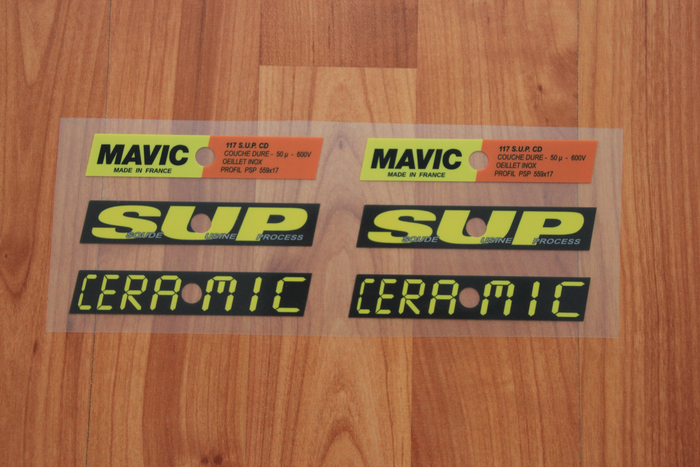 MAVIC
MADE IN FRANCE
117 S.U.P. CD
COUCHE DURE - 50 µ - 600V
OEILLET INOX
PROFIL PSP 559x17
MAVIC
MADE IN FRANCE
117 S.U.P. CD
COUCHE DURE - 50 µ - 600V
OEILLET INOX
PROFIL PSP 559x17
SUP
SOUDE USINE PROCESS
SUP
SOUDE USINE PROCESS
CERAMIC
CERAMIC